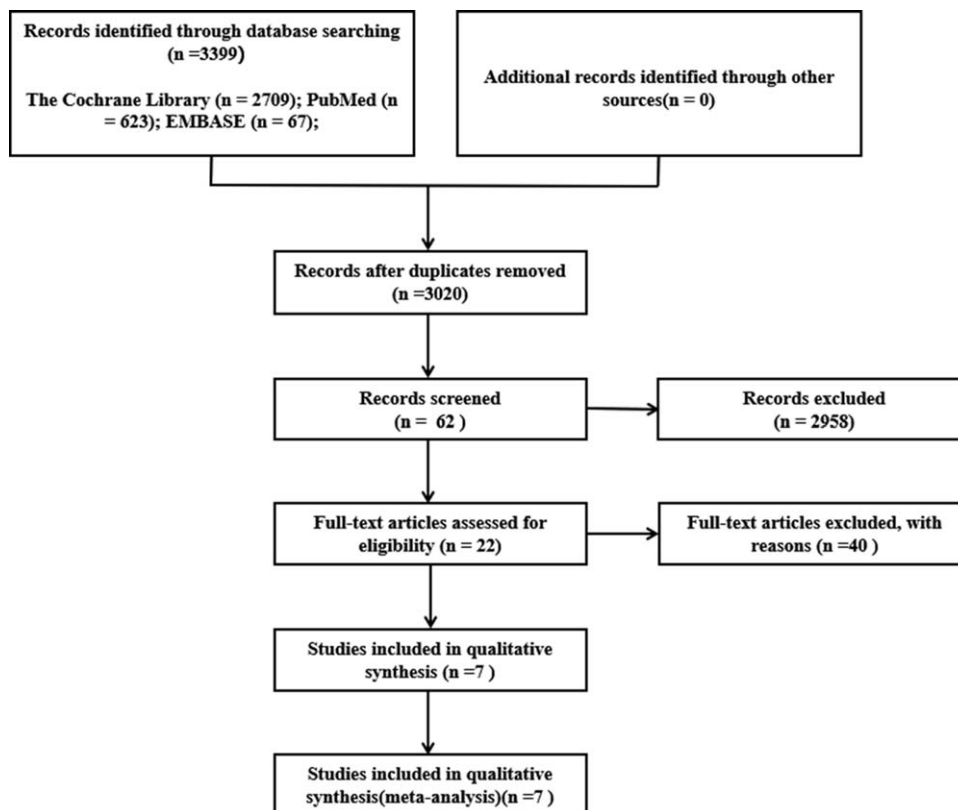 Records identified through database searching
(n =3399)
The Cochrane Library (n = 2709); PubMed (n
= 623); EMBASE (n = 67);
Additional records identified through other
sources(n = 0)
Records after duplicates removed
(n =3020)
Records screened
(n = 62 )
Records excluded
(n = 2958)
Full-text articles assessed for
eligibility (n = 22)
Full-text articles excluded, with
reasons (n =40 )
Studies included in qualitative
synthesis (n =7 )
Studies included in qualitative
synthesis(meta-analysis)(n =7 )